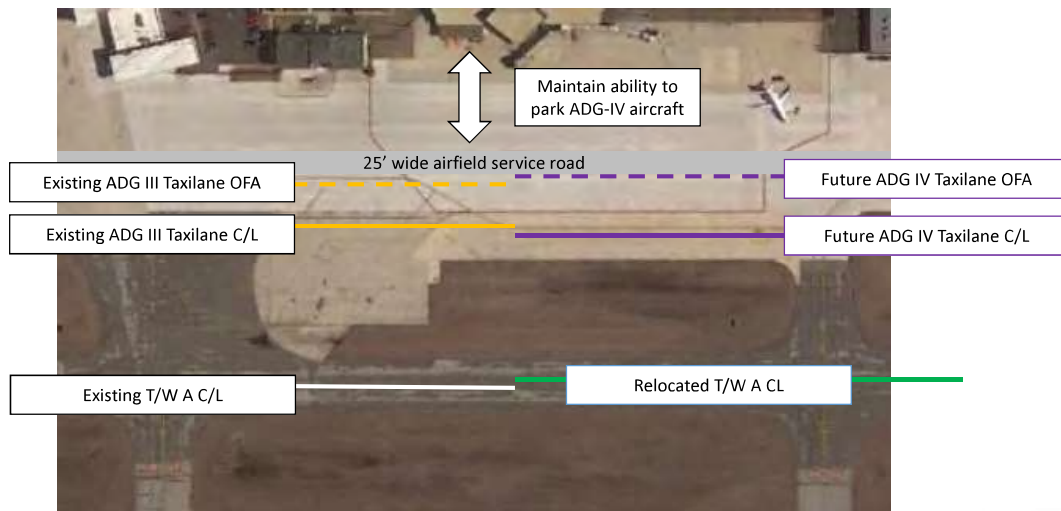 Maintain ability to
park ADG-IV aircraft
25’ wide airfield service road
Existing ADG III Taxilane OFA
Future ADG IV Taxilane OFA
Existing ADG III Taxilane C/L
Future ADG IV Taxilane C/L
Existing T/W A C/L
Relocated T/W A CL